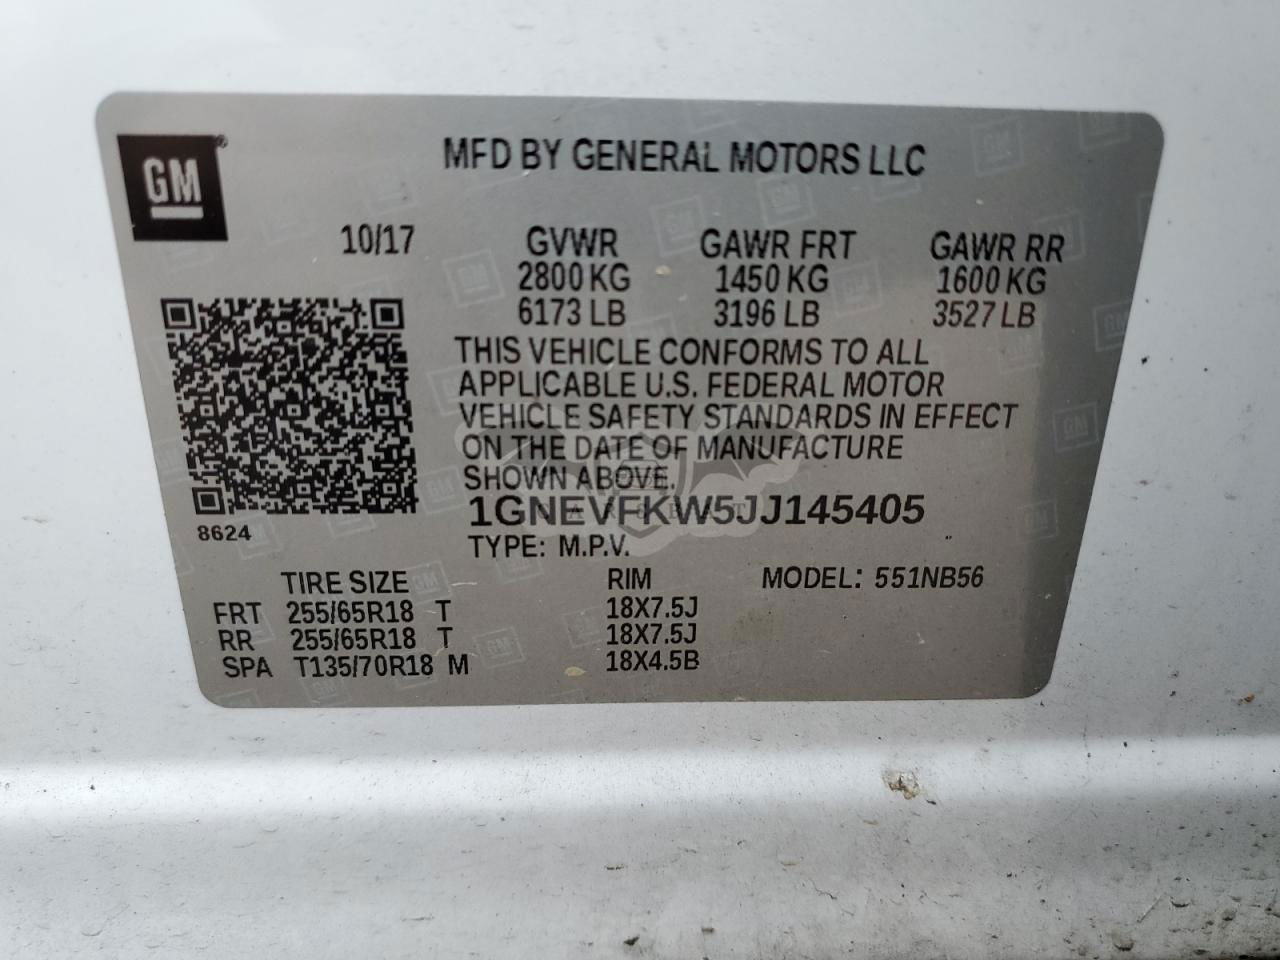 GM
MFD BY GENERAL MOTORS LLC
10/17
GVWR GAWR FRT GAWR RR
2800 KG 1450 KG 1600 KG
6173 LB 3196 LB 3527 LB
THIS VEHICLE CONFORMS TO ALL
APPLICABLE U.S. FEDERAL MOTOR
VEHICLE SAFETY STANDARDS IN EFFECT
ON THE DATE OF MANUFACTURE
SHOWN ABOVE.
1GNEVFKW5JJ145405
8624
TYPE: M.P.V.
TIRE SIZE RIM MODEL: 551NB56
FRT 255/65R18 T 18X7.5J
RR 255/65R18 T 18X7.5J
SPA T135/70R18 M 18X4.5B